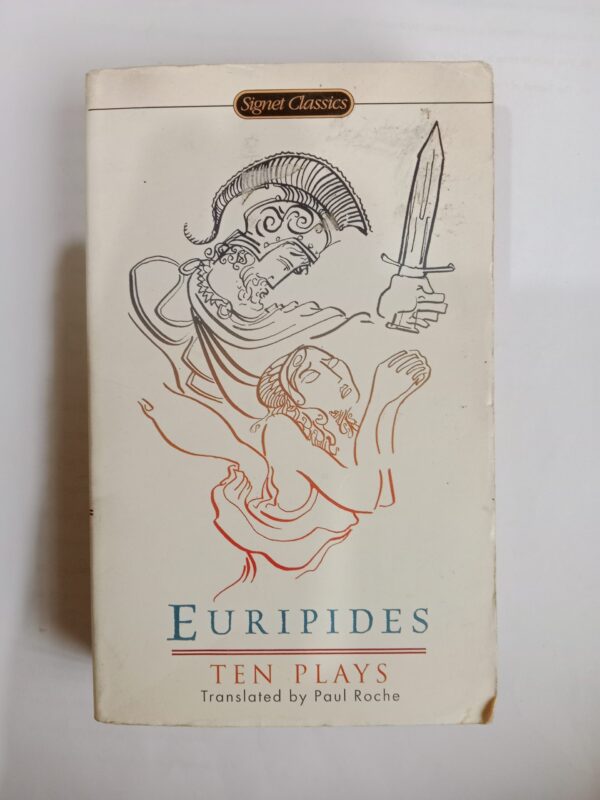 Signet Classics
EURIPIDES
TEN PLAYS
Translated by Paul Roche